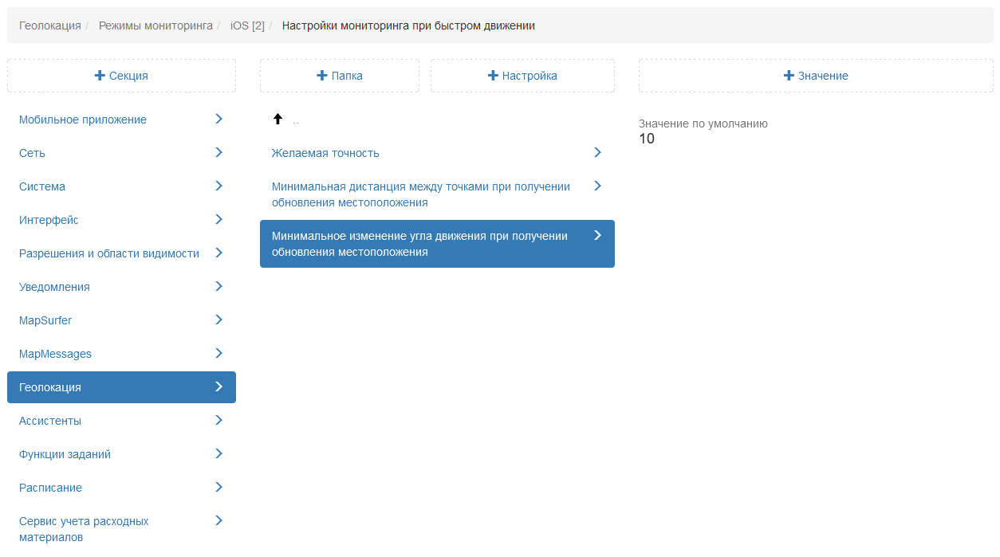 Геолокация / Режимы мониторинга / iOS [2] / Настройки мониторинга при быстром движении
Секция
Папка
Настройка
Значение
Мобильное приложение
Сеть
Система
Интерфейс
Разрешения и области видимости
Уведомления
MapSurfer
MapMessages
Геолокация
Ассистенты
Функции заданий
Расписание
Сервис учета расходных
материалов
..
Желаемая точность
Минимальная дистанция между точками при получении
обновления местоположения
Минимальное изменение угла движения при получении
обновления местоположения
Значение по умолчанию
10